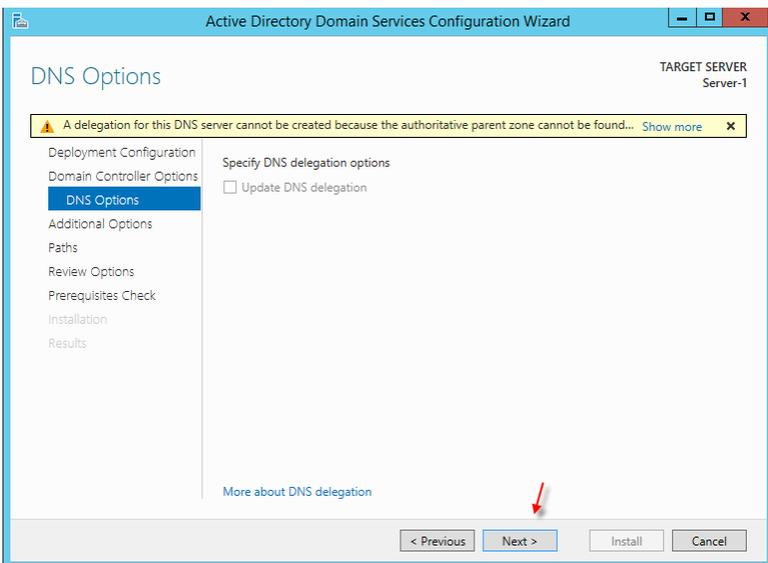 Active Directory Domain Services Configuration Wizard
DNS Options
TARGET SERVER
Server-1
A delegation for this DNS server cannot be created because the authoritative parent zone cannot be found... Show more x
Deployment Configuration
Domain Controller Options
DNS Options
Additional Options
Paths
Review Options
Prerequisites Check
Installation
Results
Specify DNS delegation options
Update DNS delegation
More about DNS delegation
< Previous Next > Install Cancel